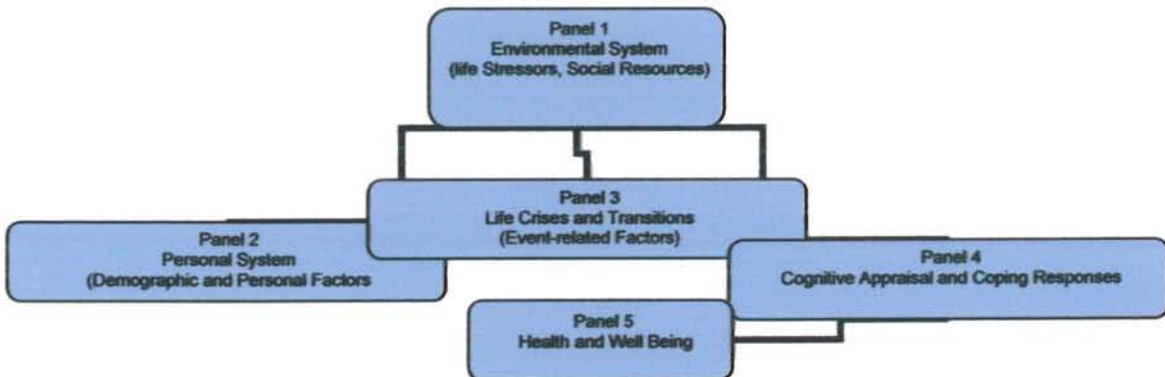 Panel 1
Environmental System
(life Stressors, Social Resources)
Panel 3
Life Crises and Transitions
(Event-related Factors)
Panel 2
Personal System
(Demographic and Personal Factors
Panel 4
Cognitive Appraisal and Coping Responses
Panel 5
Health and Well Being